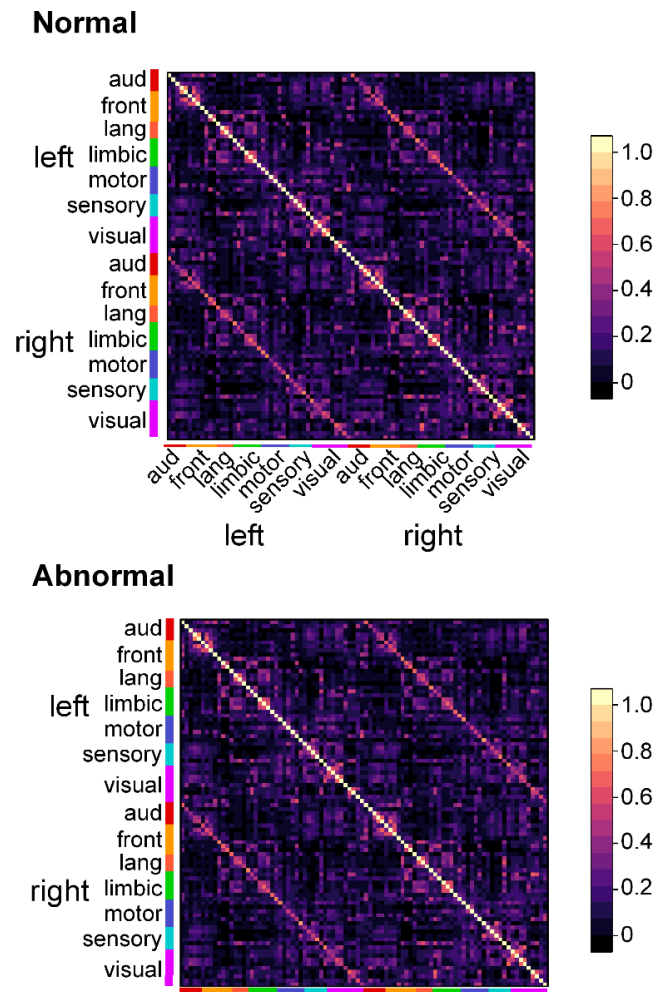 Normal
aud
front
lang
left limbic
motor
sensory
visual
aud
front
lang
right limbic
motor
sensory
visual
aud front lang limbic motor sensory visual aud front lang limbic motor sensory visual
left right
1.0
0.8
0.6
0.4
0.2
0
Abnormal
aud
front
lang
left limbic
motor
sensory
visual
aud
front
lang
right limbic
motor
sensory
visual
1.0
0.8
0.6
0.4
0.2
0